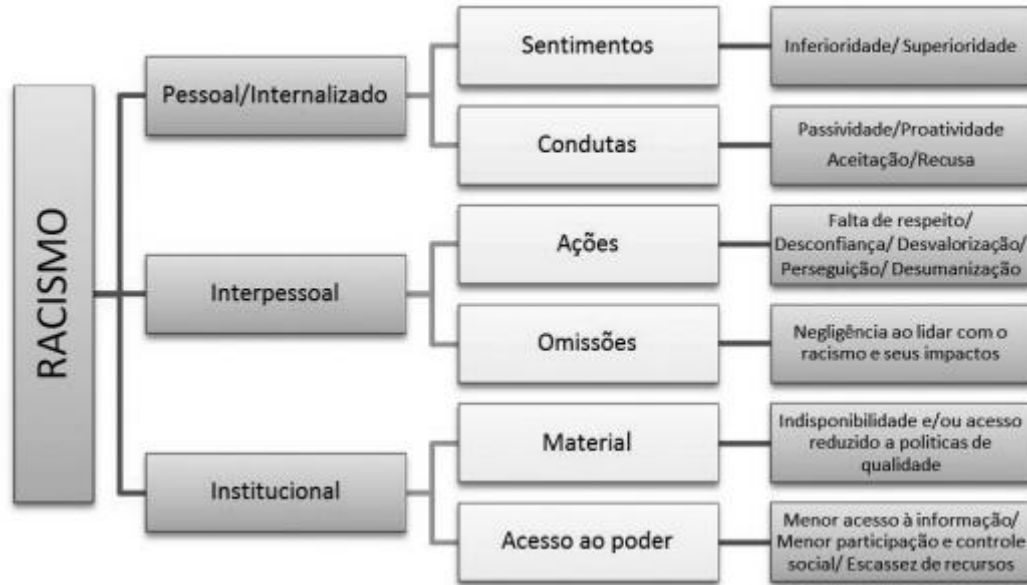 RACISMO
Pessoal/Internalizado
Sentimentos
Inferioridade/ Superioridade
Condutas
Passividade/Proatividade
Aceitação/Recusa
Interpessoal
Ações
Falta de respeito/
Desconfiança/ Desvalorização/
Perseguição/ Desumanização
Omissões
Negligência ao lidar com o
racismo e seus impactos
Institucional
Material
Indisponibilidade e/ou acesso
reduzido a politicas de
qualidade
Acesso ao poder
Menor acesso à informação/
Menor participação e controle
social/ Escassez de recursos